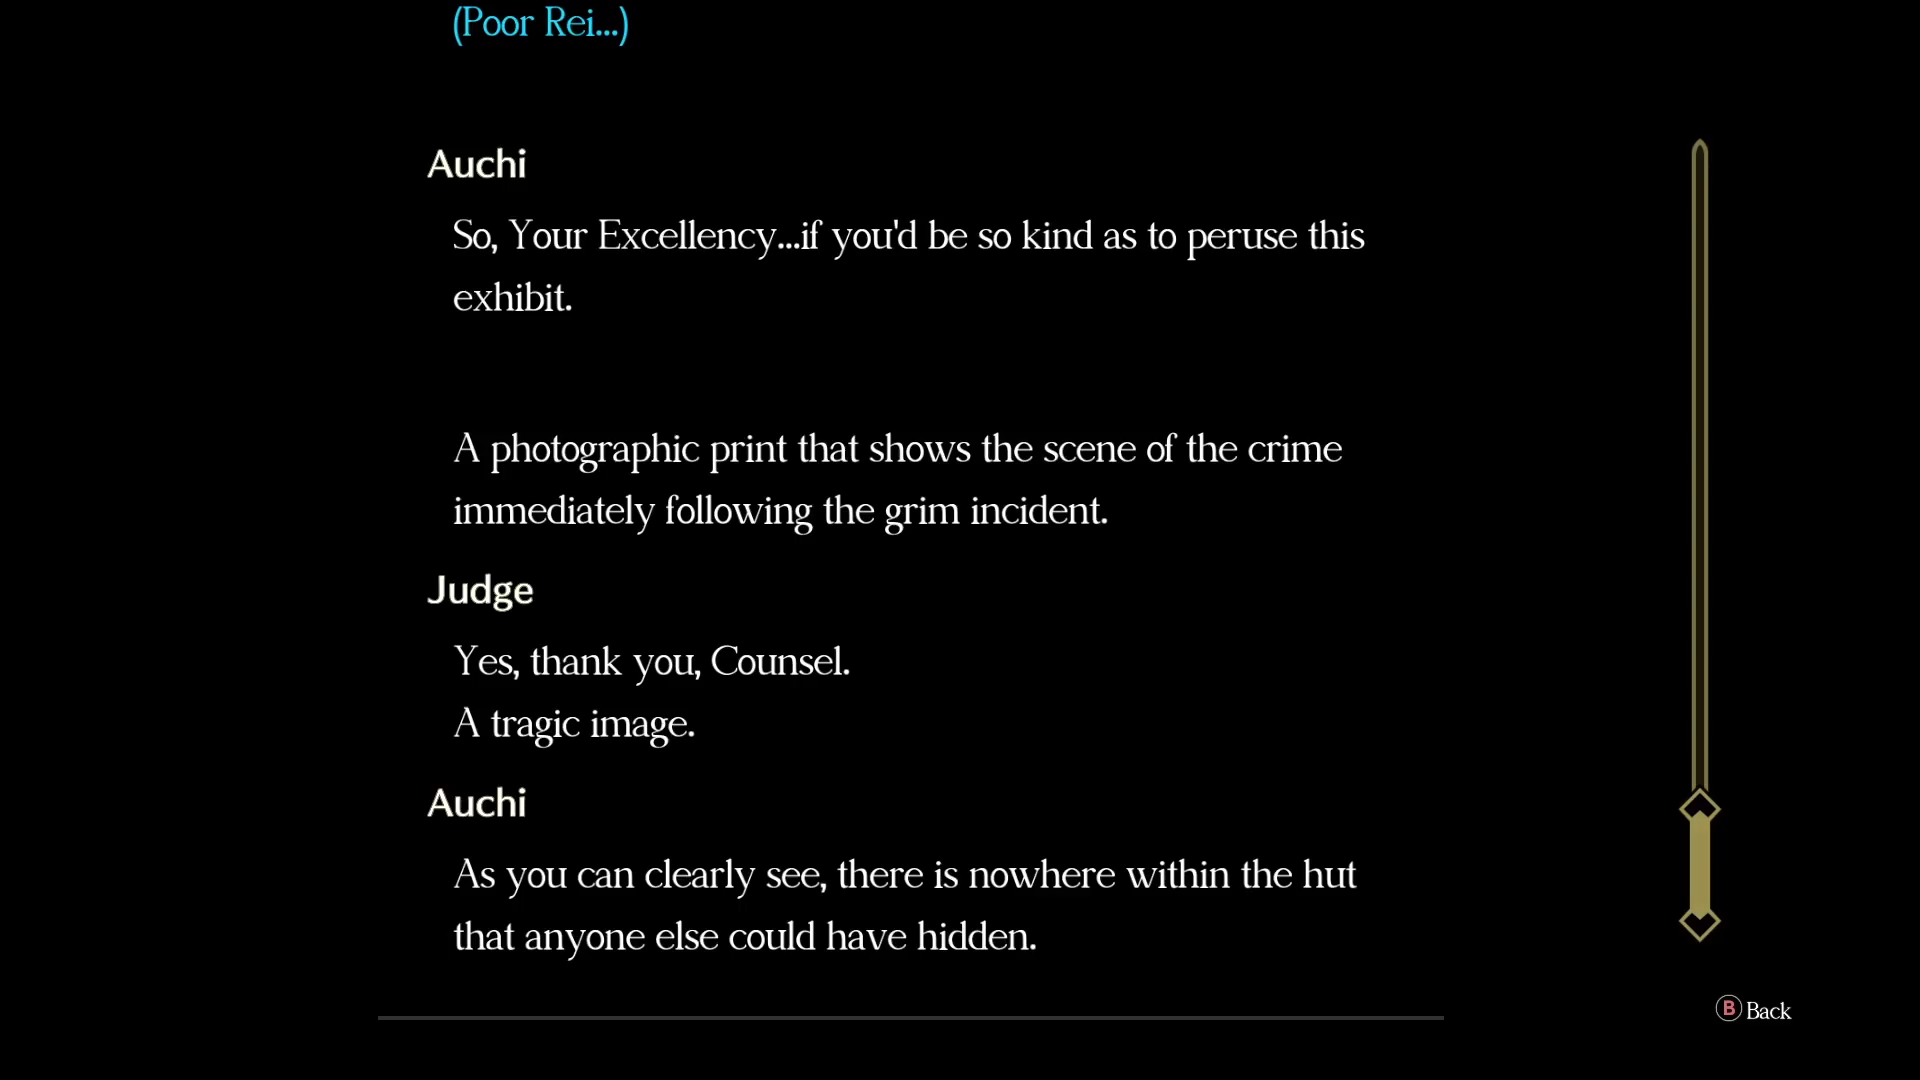 (Poor Rei...)
Auchi
So, Your Excellency...if you'd be so kind as to peruse this
exhibit.
A photographic print that shows the scene of the crime
immediately following the grim incident.
Judge
Yes, thank you, Counsel.
A tragic image.
Auchi
As you can clearly see, there is nowhere within the hut
that anyone else could have hidden.
B Back